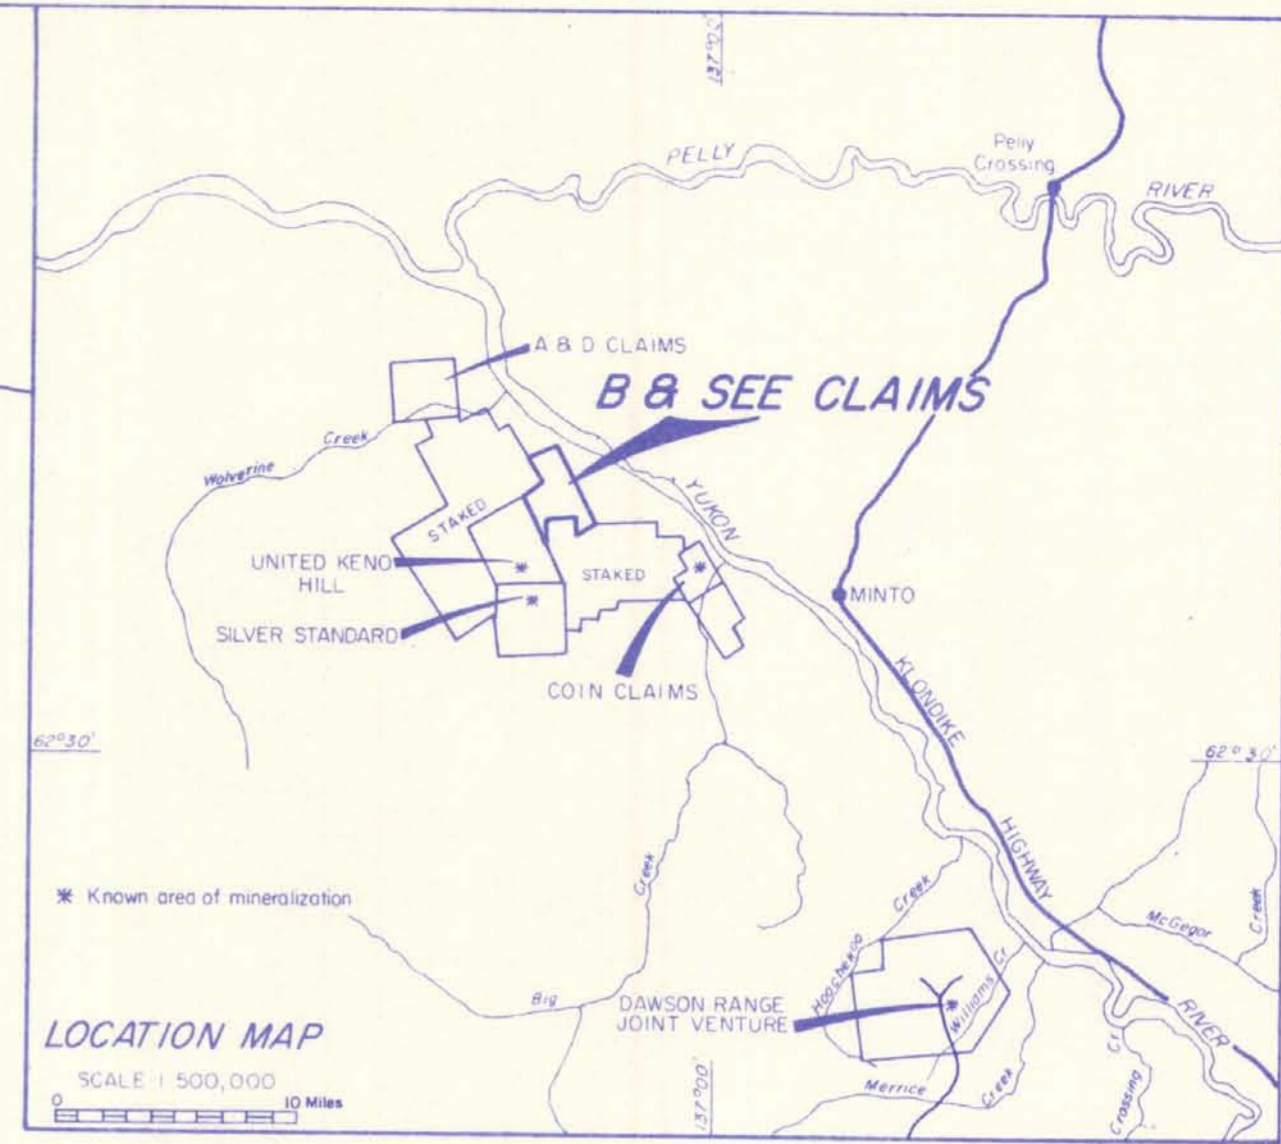 137°00'
PELLY
Pelly
Crossing
RIVER
A & D CLAIMS
B & SEE CLAIMS
Wolverine Creek
STAKED
YUKON
UNITED KENO
HILL
STAKED
MINTO
SILVER STANDARD
COIN CLAIMS
KLONDIKE
62°30'
62°30'
HIGHWAY
* Known area of mineralization
Creek
Creek
McGegor
Creek
Hoochekoo
Williams Cr
Big
DAWSON RANGE
JOINT VENTURE
RIVER
LOCATION MAP
SCALE 1:500,000
0 10 Miles
137°00'
Merrice
Creek
Crossing Cr